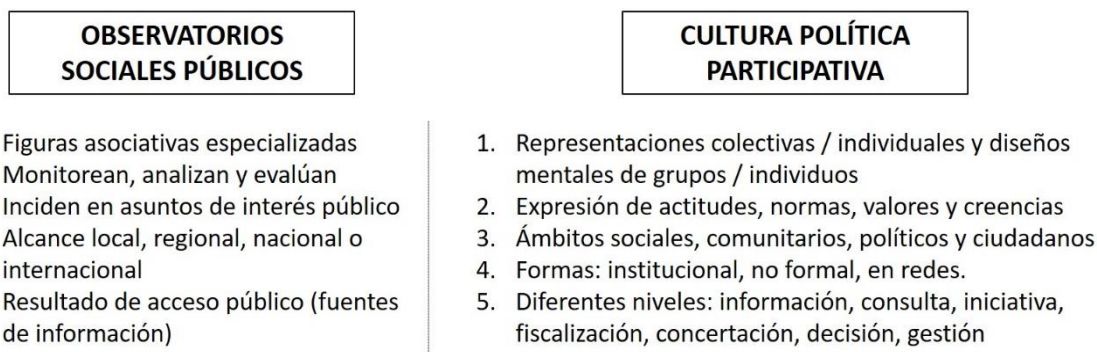 OBSERVATORIOS
SOCIALES PÚBLICOS
Figuras asociativas especializadas
Monitorean, analizan y evalúan
Inciden en asuntos de interés público
Alcance local, regional, nacional o
internacional
Resultado de acceso público (fuentes
de información)
CULTURA POLÍTICA
PARTICIPATIVA
1. Representaciones colectivas / individuales y diseños
mentales de grupos / individuos
2. Expresión de actitudes, normas, valores y creencias
3. Ámbitos sociales, comunitarios, políticos y ciudadanos
4. Formas: institucional, no formal, en redes.
5. Diferentes niveles: información, consulta, iniciativa,
fiscalización, concertación, decisión, gestión